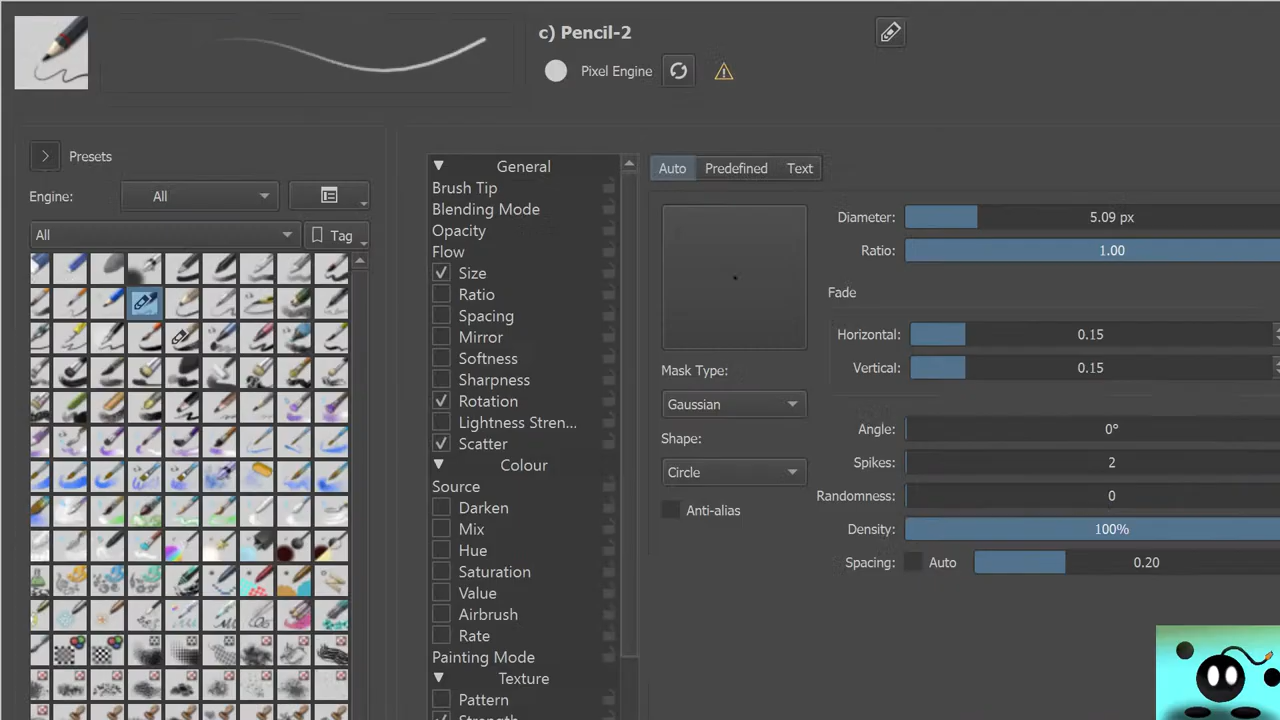 c) Pencil-2
Pixel Engine
Presets
Engine: All
All Tag
General
Brush Tip
Blending Mode
Opacity
Flow
Size
Ratio
Spacing
Mirror
Softness
Sharpness
Rotation
Lightness Stren...
Scatter
Colour
Source
Darken
Mix
Hue
Saturation
Value
Airbrush
Rate
Painting Mode
Texture
Pattern
Strength
Auto Predefined Text
Mask Type:
Gaussian
Shape:
Circle
Anti-alias
Diameter: 5.09 px
Ratio: 1.00
Fade
Horizontal: 0.15
Vertical: 0.15
Angle: 0°
Spikes: 2
Randomness: 0
Density: 100%
Spacing: Auto 0.20